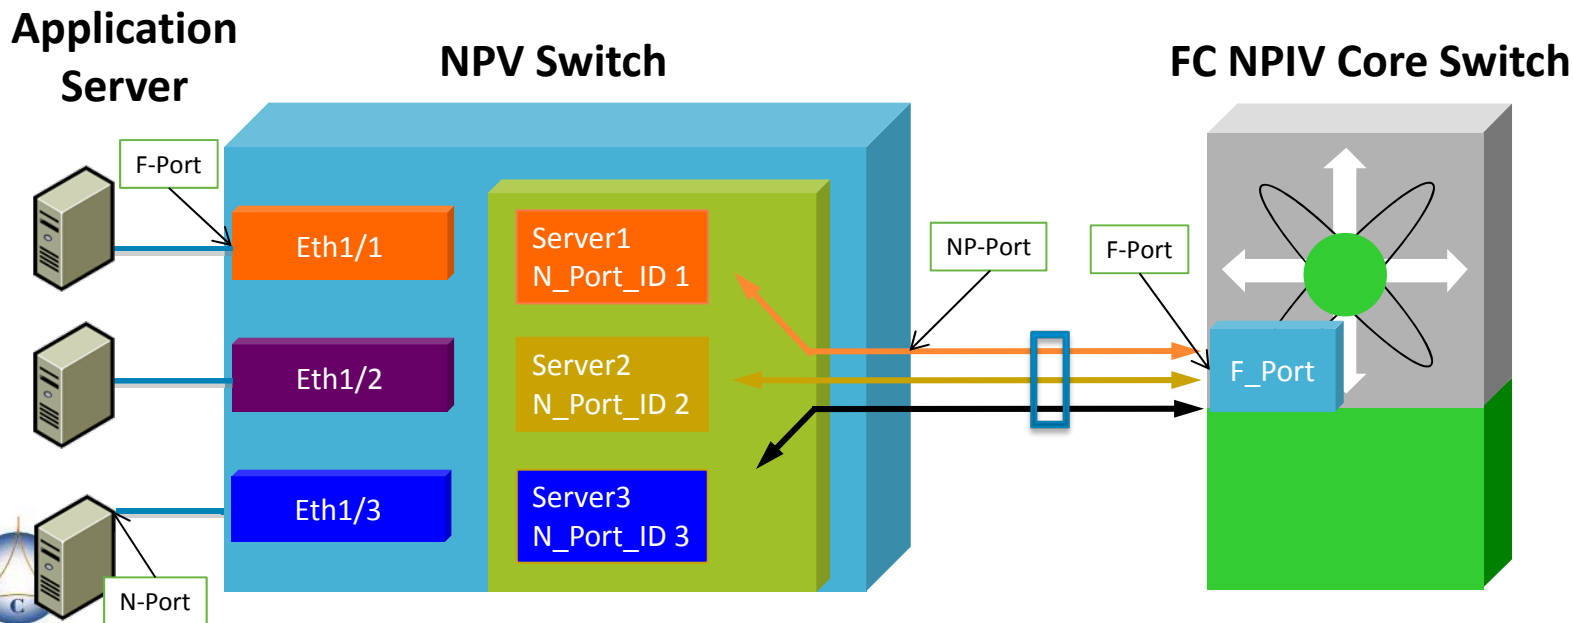 Application
Server
NPV Switch
FC NPIV Core Switch
F-Port
Eth1/1
Server1
N_Port_ID 1
NP-Port
F-Port
Eth1/2
Server2
N_Port_ID 2
F_Port
Eth1/3
Server3
N_Port_ID 3
N-Port
C